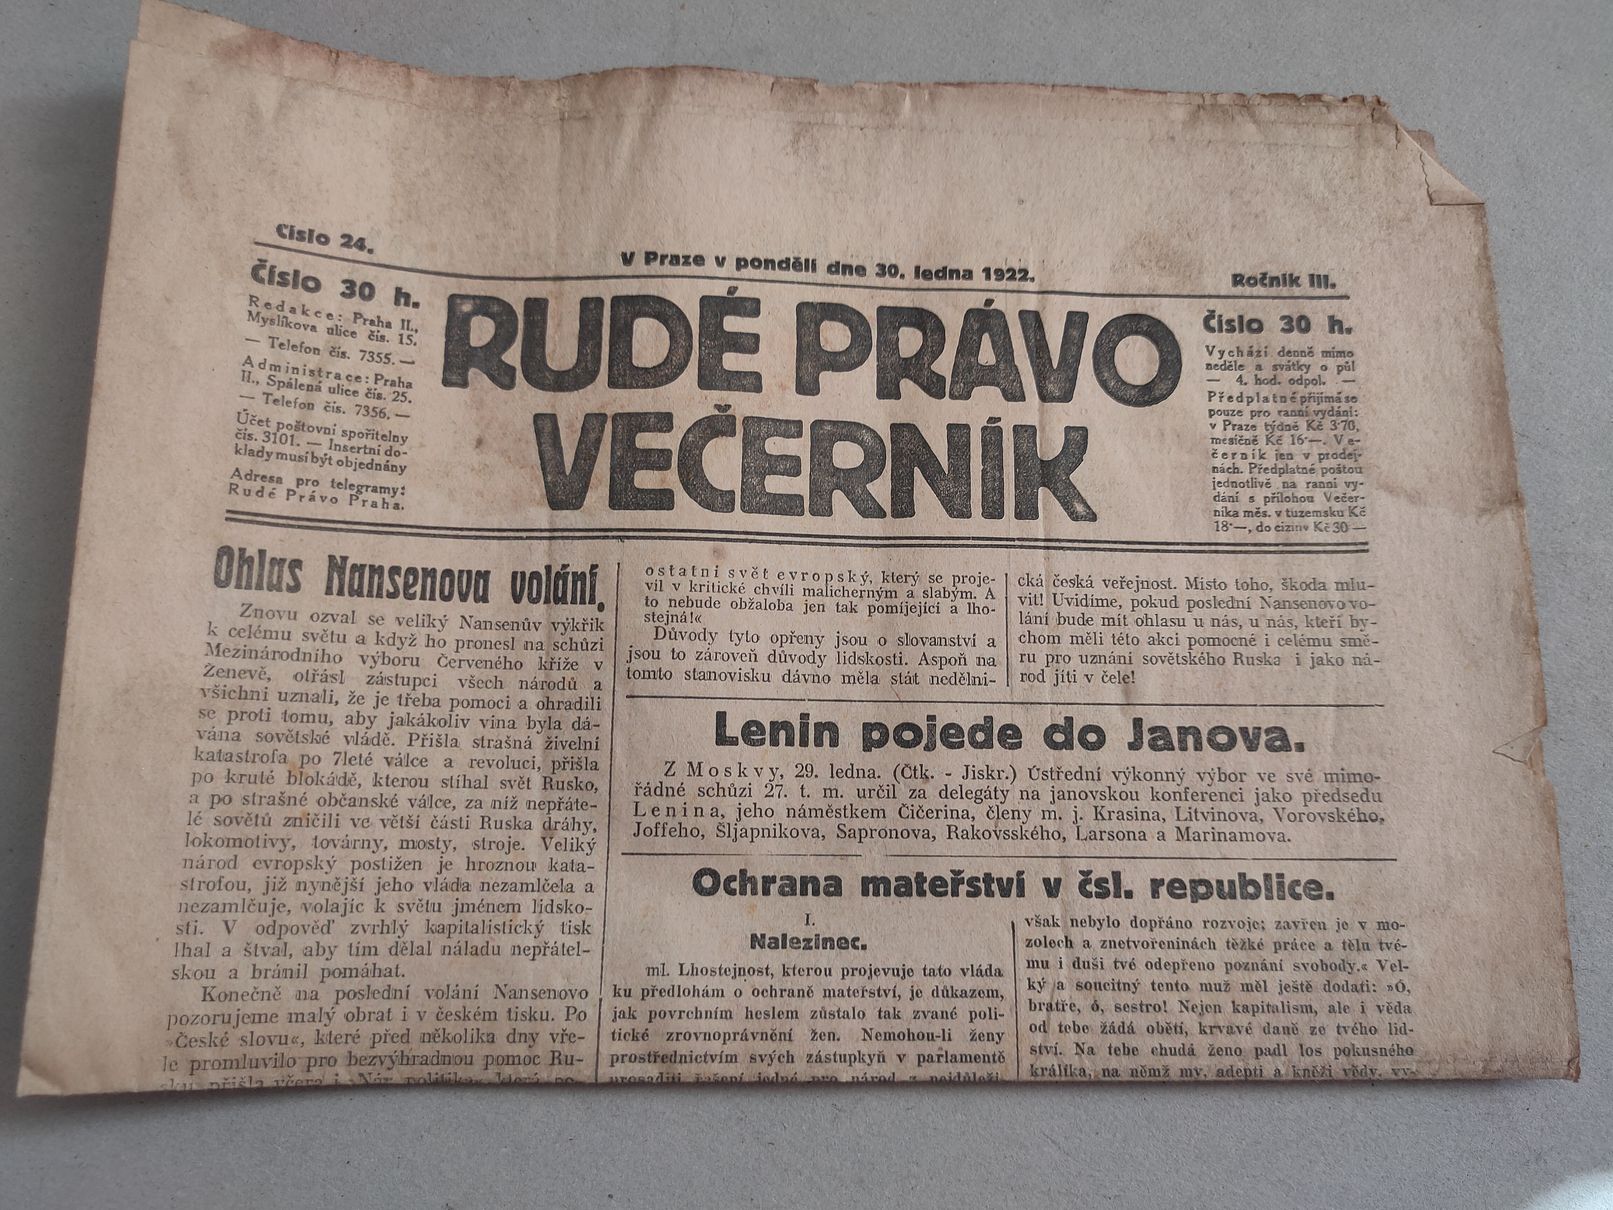 Číslo 24.
V Praze v pondělí dne 30. ledna 1922.
Ročník III.
Číslo 30 h.
Redakce: Praha II.,
Myslíkova ulice čís. 15.
— Telefon čís. 7355. —
Administrace: Praha
II., Spálená ulice čís. 25.
— Telefon čís. 7356. —
Účet poštovní spořitelny
čís. 3101. — Insertní do-
klady musí být objednány
Adresa pro telegramy:
Rudé Právo Praha.
RUDÉ PRÁVO
VEČERNÍK
Číslo 30 h.
Vychází denně mimo
neděle a svátky o půl
— 4. hod. odpol. —
Předplatné přijímá se
pouze pro ranní vydání:
v Praze týdně Kč 3·70,
měsíčně Kč 16·—. Ve-
černík jen v prodej-
nách. Předplatné poštou
jednotlivě na ranní vy-
dání s přílohou Večer-
níka měs. v tuzemsku Kč
18·—, do ciziny Kč 30 —
Ohlas Nansenova volání.
Znovu ozval se veliký Nansenův výkřik
k celému světu a když ho pronesl na schůzi
Mezinárodního výboru Červeného kříže v
Ženevě, otřásl zástupci všech národů a
všichni uznali, že je třeba pomoci a ohradili
se proti tomu, aby jakákoliv vina byla dá-
vána sovětské vládě. Přišla strašná živelní
katastrofa po 7leté válce a revoluci, přišla
po kruté blokádě, kterou stíhal svět Rusko,
a po strašné občanské válce, za níž nepřáte-
lé sovětů zničili ve větší části Ruska dráhy,
lokomotivy, továrny, mosty, stroje. Veliký
národ evropský postižen je hroznou kata-
strofou, již nynější jeho vláda nezamlčela a
nezamlčuje, volajíc k světu jménem lidsko-
sti. V odpověď zvrhlý kapitalistický tisk
lhal a štval, aby tím dělal náladu nepřátel-
skou a bránil pomáhat.
Konečně na poslední volání Nansenovo
pozorujeme malý obrat i v českém tisku. Po
»České slovu«, které před několika dny vře-
le promluvilo pro bezvýhradnou pomoc Ru-
sku přišla včera i »Nár. politika« která po-
ostatní svět evropský, který se proje-
vil v kritické chvíli malicherným a slabým. A
to nebude obžaloba jen tak pomíjející a lho-
stejná!«
Důvody tyto opřeny jsou o slovanství a
jsou to zároveň důvody lidskosti. Aspoň na
tomto stanovisku dávno měla stát nedělni-
cká česká veřejnost. Místo toho, škoda mlu-
vit! Uvidíme, pokud poslední Nansenovo vo-
lání bude mít ohlasu u nás, u nás, kteří by-
chom měli této akci pomocné i celému smě-
ru pro uznání sovětského Ruska i jako ná-
rod jíti v čele!
Lenin pojede do Janova.
Z Moskvy, 29. ledna. (Čtk. - Jiskr.) Ústřední výkonný výbor ve své mimo-
řádné schůzi 27. t. m. určil za delegáty na janovskou konferenci jako předsedu
Lenina, jeho náměstkem Čičerina, členy m. j. Krasina, Litvinova, Vorovského,
Joffeho, Šljapnikova, Sapronova, Rakovsského, Larsona a Marinamova.
Ochrana mateřství v čsl. republice.
I.
Nalezinec.
ml. Lhostejnost, kterou projevuje tato vláda
ku předlohám o ochraně mateřství, je důkazem,
jak povrchním heslem zůstalo tak zvané poli-
tické zrovnoprávnění žen. Nemohou-li ženy
prostřednictvím svých zástupkyň v parlamentě
prosaditi řešení jedné pro národ z nejdůleži-
však nebylo dopřáno rozvoje; zavřen je v mo-
zolech a znetvořeninách těžké práce a tělu tvé-
mu i duši tvé odepřeno poznání svobody.« Vel-
ký a soucitný tento muž měl ještě dodati: »Ó,
bratře, ó, sestro! Nejen kapitalism, ale i věda
od tebe žádá obětí, krvavé daně ze tvého lid-
ství. Na tebe chudá ženo padl los pokusného
králíka, na němž my, adepti a kněží vědy, vy-